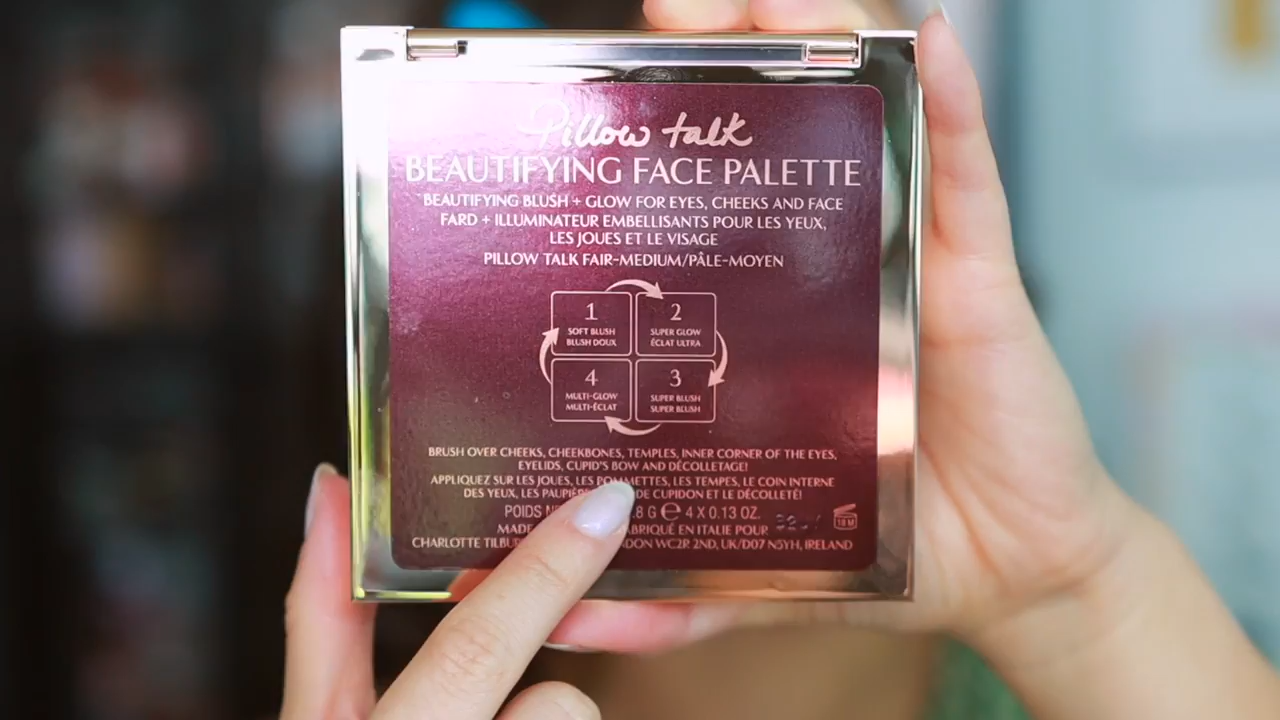 Pillow talk
BEAUTIFYING FACE PALETTE
BEAUTIFYING BLUSH + GLOW FOR EYES, CHEEKS AND FACE
FARD + ILLUMINATEUR EMBELLISANTS POUR LES YEUX,
LES JOUES ET LE VISAGE
PILLOW TALK FAIR-MEDIUM/PÂLE-MOYEN
1
SOFT BLUSH
BLUSH DOUX
2
SUPER GLOW
ÉCLAT ULTRA
4
MULTI-GLOW
MULTI-ÉCLAT
3
SUPER BLUSH
SUPER BLUSH
BRUSH OVER CHEEKS, CHEEKBONES, TEMPLES, INNER CORNER OF THE EYES,
EYELIDS, CUPID'S BOW AND DÉCOLLETAGE!
APPLIQUEZ SUR LES JOUES, LES POMMETTES, LES TEMPES, LE COIN INTERNE
DES YEUX, LES DE CUPIDON ET LE DÉCOLLETÉ!
POIDS .8 G ℮ 4 X 0.13 OZ.
18 M
MADE EN ITALIE POUR
CHARLOTTE WC2R 2ND, UK/D07 N5YH, IRELAND